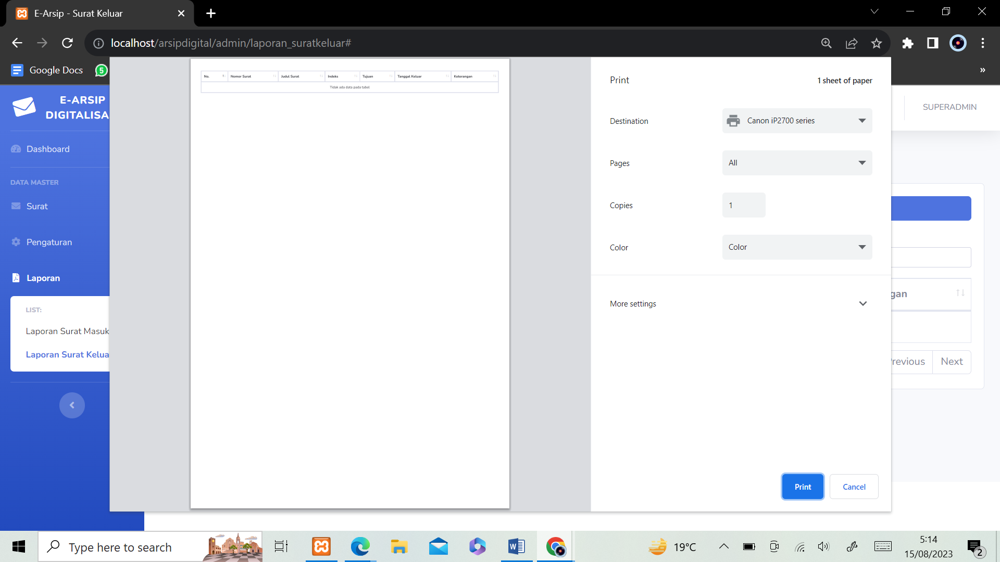 E-Arsip - Surat Keluar
localhost/arsipdigital/admin/laporan_suratkeluar#
Google Docs
5
»
E-ARSIP
DIGITALISA
Dashboard
DATA MASTER
Surat
Pengaturan
Laporan
LIST:
Laporan Surat Masuk
Laporan Surat Kelua
No. Nomor Surat Judul Surat Indeks Tujuan Tanggal Keluar Keterangan
Tidak ada data pada tabel
Print 1 sheet of paper
Destination Canon iP2700 series
Pages All
Copies 1
Color Color
More settings
Print Cancel
SUPERADMIN
gan
revious Next
Type here to search
19°C
5:14
15/08/2023
2